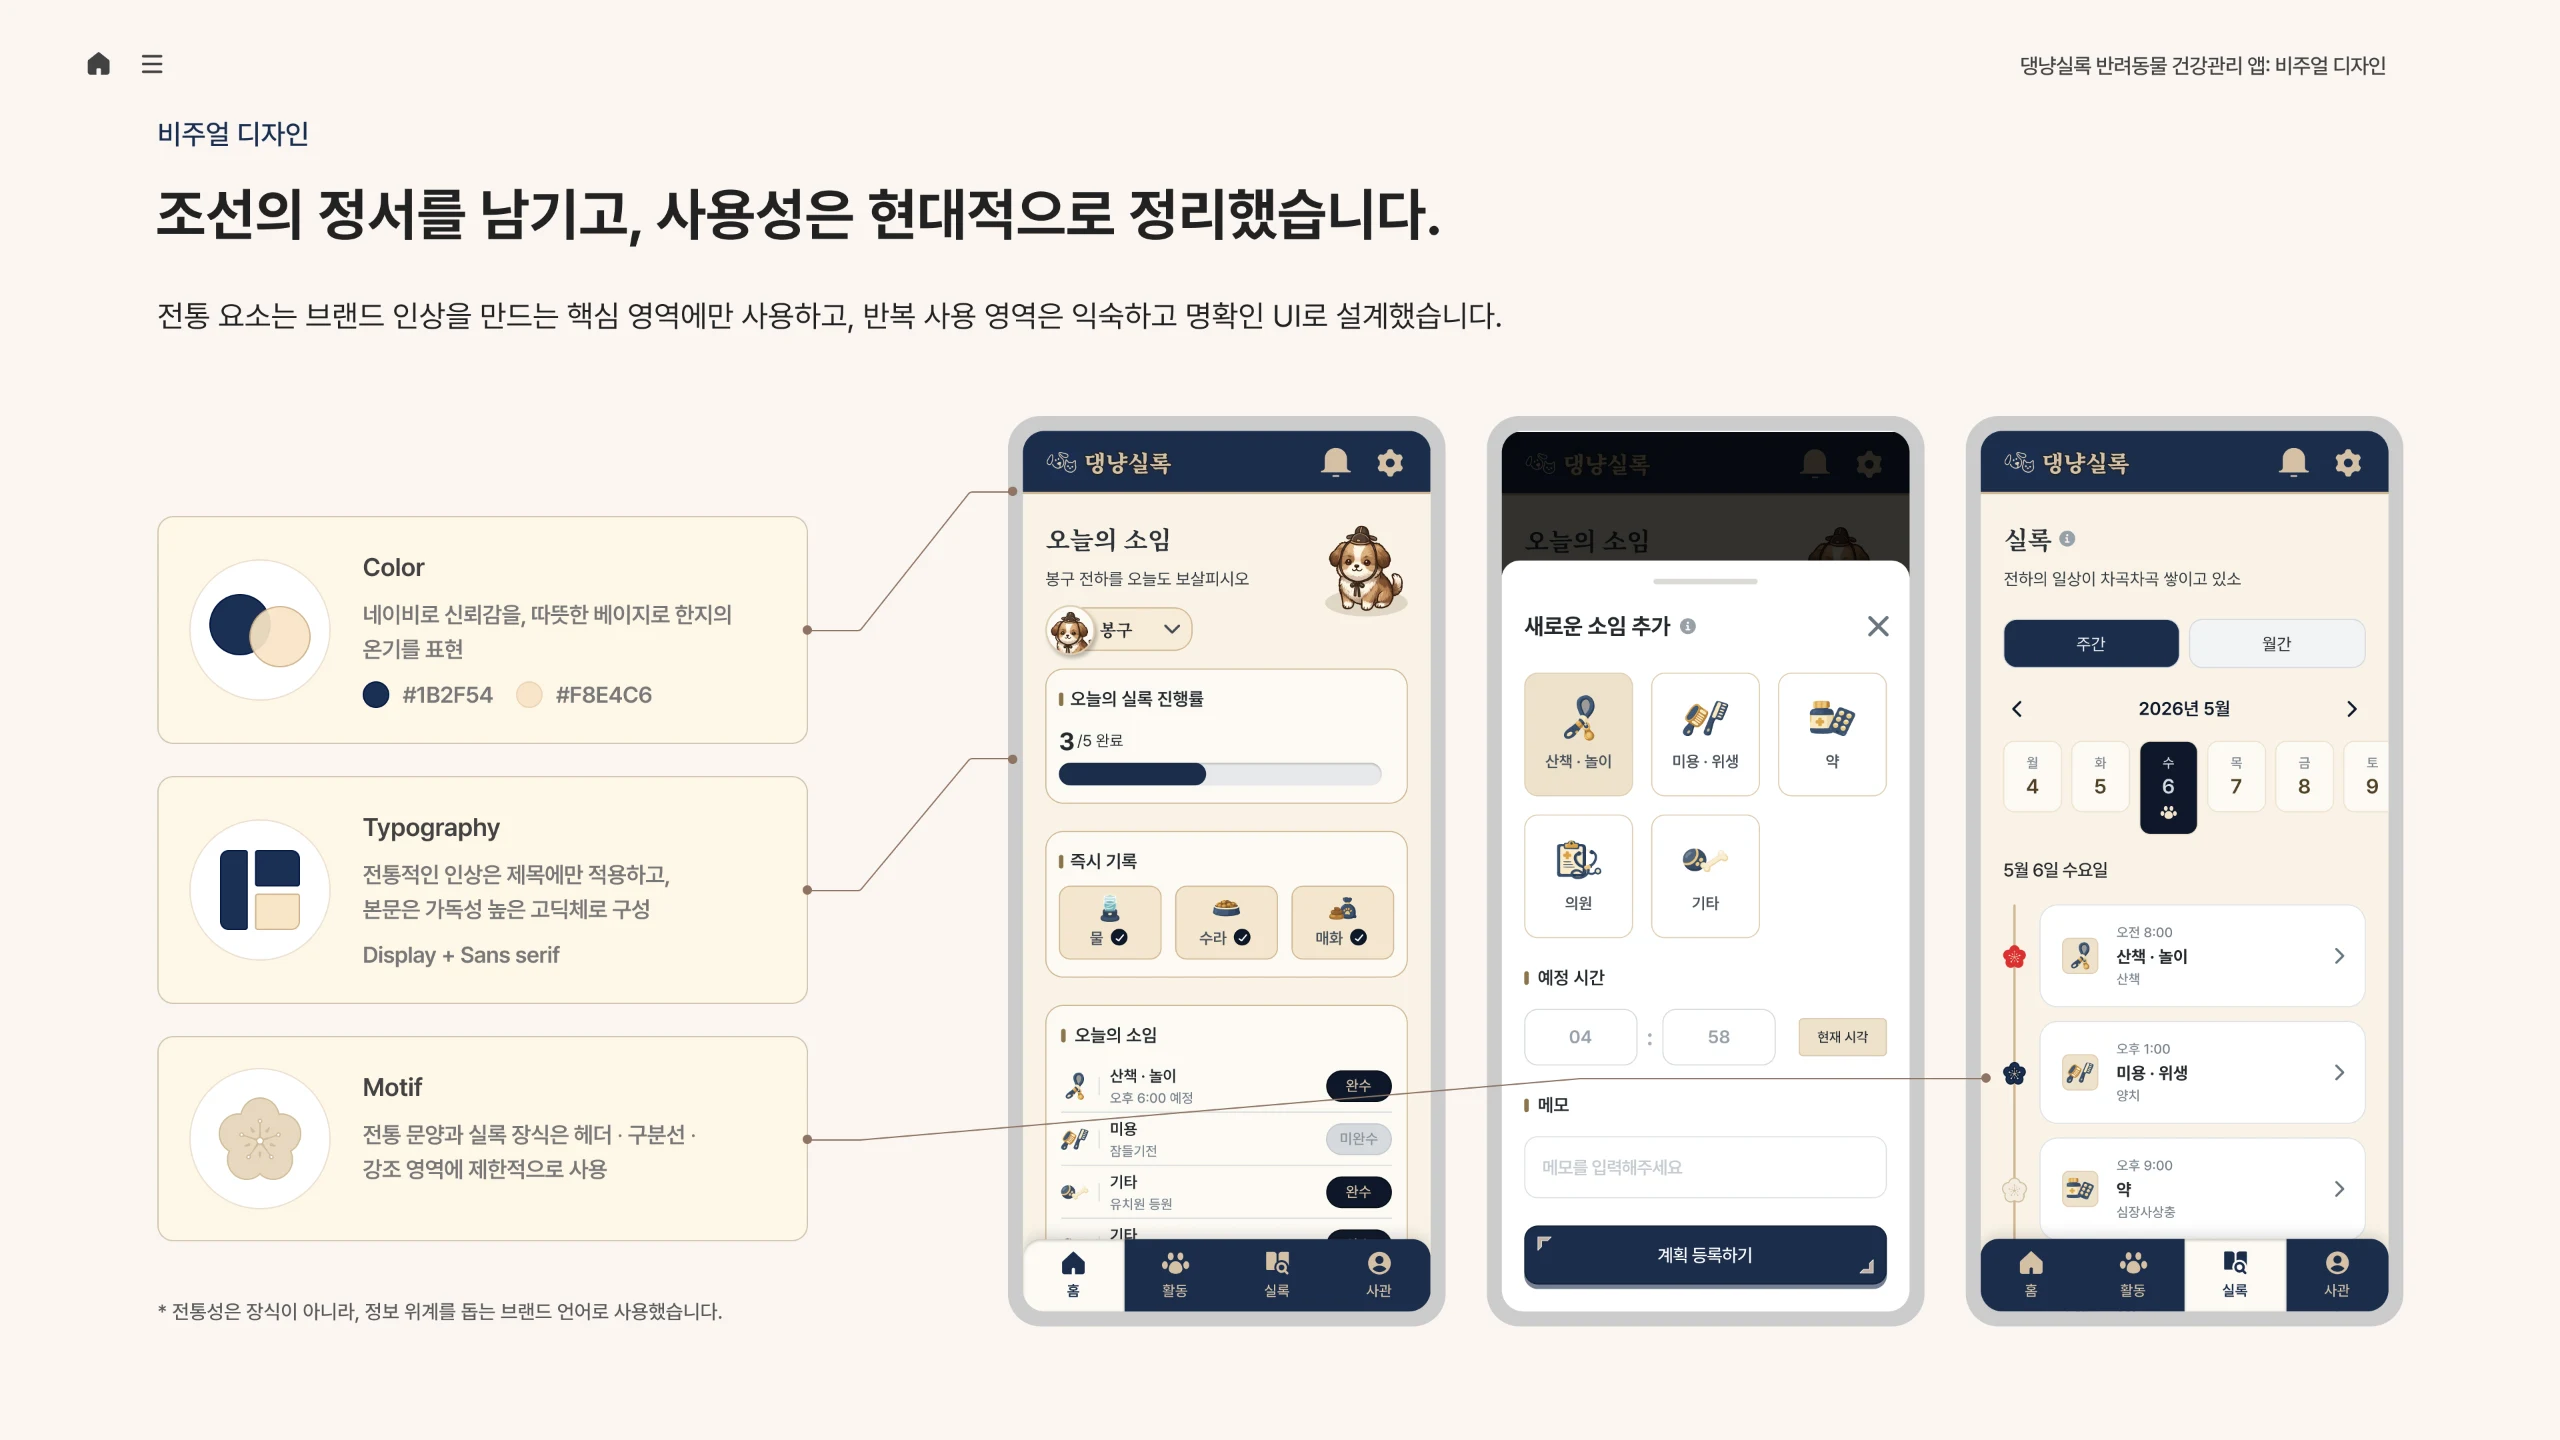 댕냥실록 반려동물 건강관리 앱: 비주얼 디자인
비주얼 디자인
조선의 정서를 남기고, 사용성은 현대적으로 정리했습니다.
전통 요소는 브랜드 인상을 만드는 핵심 영역에만 사용하고, 반복 사용 영역은 익숙하고 명확인 UI로 설계했습니다.
Color
네이비로 신뢰감을, 따뜻한 베이지로 한지의
온기를 표현
#1B2F54 #F8E4C6
Typography
전통적인 인상은 제목에만 적용하고,
본문은 가독성 높은 고딕체로 구성
Display + Sans serif
Motif
전통 문양과 실록 장식은 헤더 · 구분선 ·
강조 영역에 제한적으로 사용
* 전통성은 장식이 아니라, 정보 위계를 돕는 브랜드 언어로 사용했습니다.
댕냥실록
오늘의 소임
봉구 전하를 오늘도 보살피시오
봉구
오늘의 실록 진행률
3/5 완료
즉시 기록
물 수라 매화
오늘의 소임
산책 · 놀이
오후 6:00 예정
완수
미용
잠들기전
미완수
기타
유치원 등원
완수
기타
홈 활동 실록 사관
댕냥실록
오늘의 소임
새로운 소임 추가
산책 · 놀이 미용 · 위생 약
의원 기타
예정 시간
04 : 58 현재 시각
메모
메모를 입력해주세요
계획 등록하기
댕냥실록
실록
전하의 일상이 차곡차곡 쌓이고 있소
주간 월간
2026년 5월
월 화 수 목 금 토
4 5 6 7 8 9
5월 6일 수요일
오전 8:00
산책 · 놀이
산책
오후 1:00
미용 · 위생
양치
오후 9:00
약
심장사상충
홈 활동 실록 사관